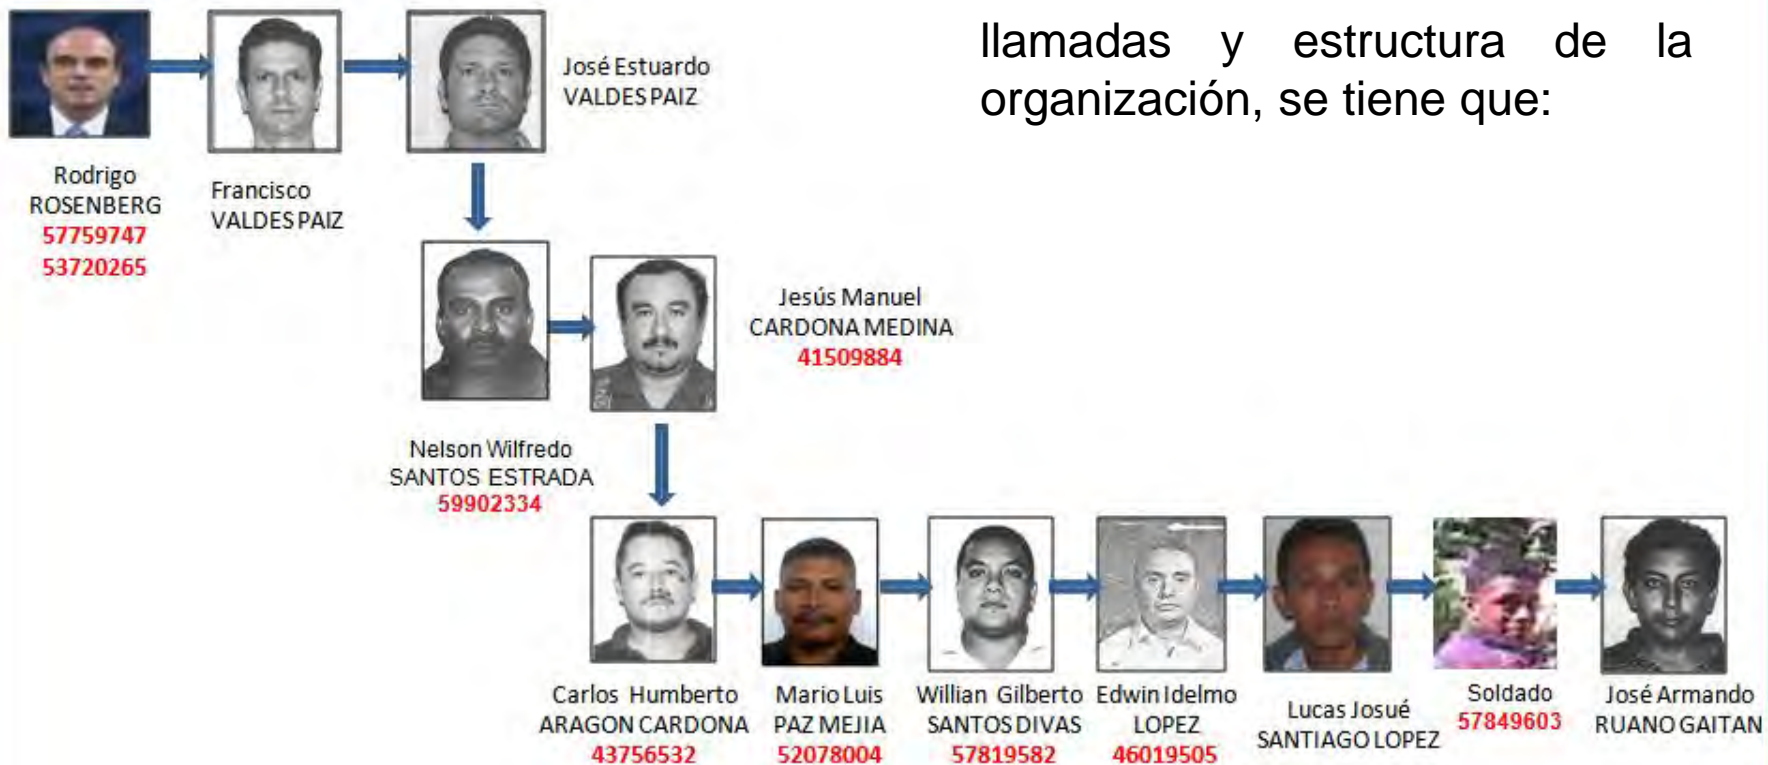 llamadas y estructura de la
organización, se tiene que:
José Estuardo
VALDES PAIZ
Rodrigo
ROSENBERG
57759747
53720265
Francisco
VALDES PAIZ
Jesús Manuel
CARDONA MEDINA
41509884
Nelson Wilfredo
SANTOS ESTRADA
59902334
Carlos Humberto
ARAGON CARDONA
43756532
Mario Luis
PAZ MEJIA
52078004
Willian Gilberto
SANTOS DIVAS
57819582
Edwin Idelmo
LOPEZ
46019505
Lucas Josué
SANTIAGO LOPEZ
Soldado
57849603
José Armando
RUANO GAITAN